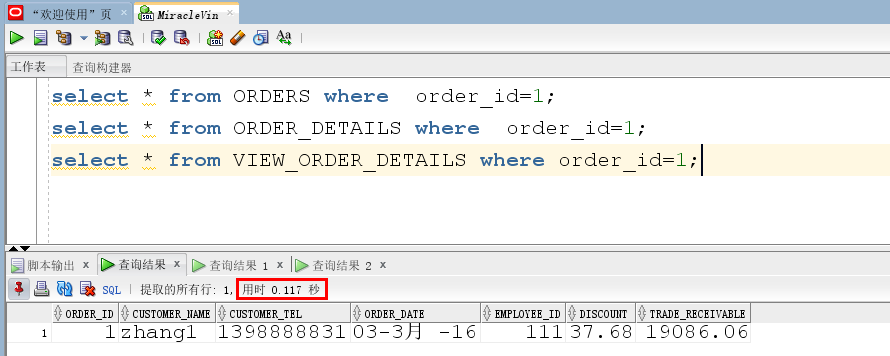 “欢迎使用”页 x MiracleVin x
SQL Aa
工作表 查询构建器
select * from ORDERS where order_id=1;
select * from ORDER_DETAILS where order_id=1;
select * from VIEW_ORDER_DETAILS where order_id=1;
脚本输出 x 查询结果 x 查询结果 1 x 查询结果 2 x
SQL 提取的所有行: 1, 用时 0.117 秒
ORDER_ID CUSTOMER_NAME CUSTOMER_TEL ORDER_DATE EMPLOYEE_ID DISCOUNT TRADE_RECEIVABLE
1 1 zhang1 1398888831 03-3月 -16 111 37.68 19086.06